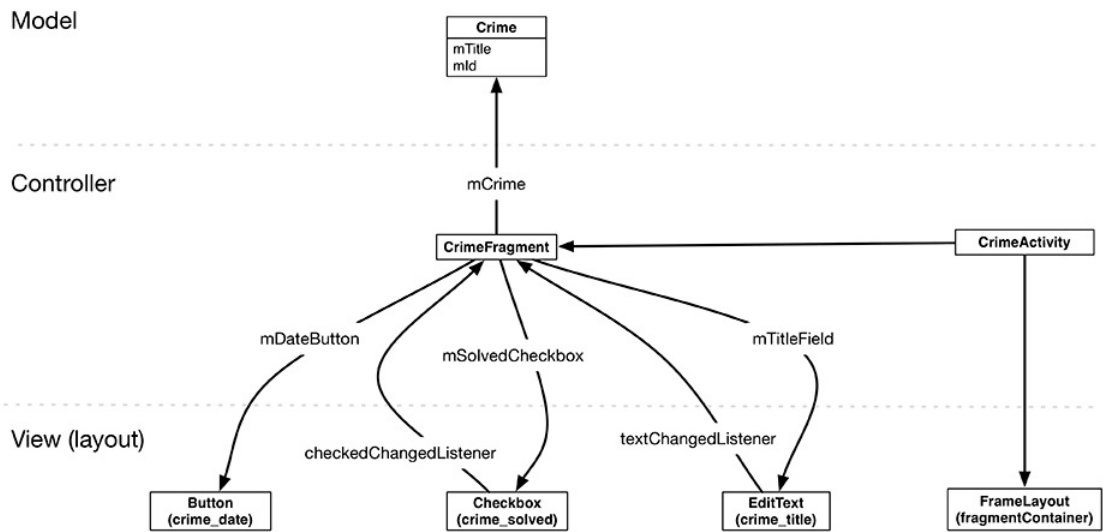 Model
Crime
mTitle
mId
Controller
mCrime
CrimeFragment
CrimeActivity
mDateButton
mSolvedCheckbox
mTitleField
View (layout)
checkedChangedListener
textChangedListener
Button
(crime_date)
Checkbox
(crime_solved)
EditText
(crime_title)
FrameLayout
(fragmentContainer)